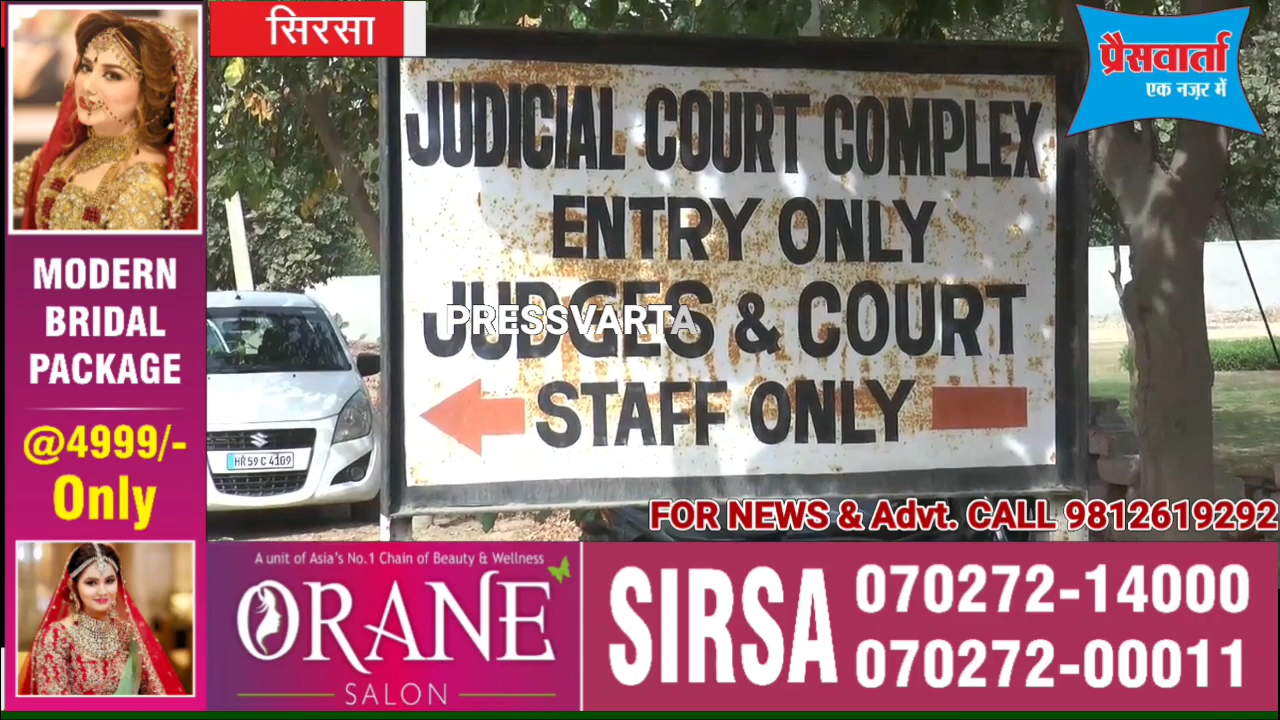 सिरसा
प्रैसवार्ता
एक नज़र में
JUDICIAL COURT COMPLEX
ENTRY ONLY
JUDGES & COURT
STAFF ONLY
PRESSVARTA
HR 59 C 4109
FOR NEWS & Advt. CALL 9812619292
MODERN
BRIDAL
PACKAGE
@4999/-
Only
A unit of Asia's No.1 Chain of Beauty & Wellness
ORANE
SALON
SIRSA
070272-14000
070272-00011